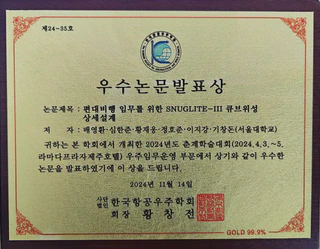 제24-35호
우수논문발표상
논문제목 : 편대비행 임무를 위한 SNUGLITE-III 큐브위성
상세설계
저자 : 배영환·심한준·황재웅·정호준·이지강·기창돈(서울대학교)
귀하는 본 학회에서 개최한 2024년도 춘계학술대회(2024.4.3.~5.
라마다프라자제주호텔) 우주임무운영 부문에서 상기와 같이 우수한
논문을 발표하였기에 이 상을 드립니다.
2024년 11월 14일
사단법인 한국항공우주학회
회장 황창전
GOLD 99.9%